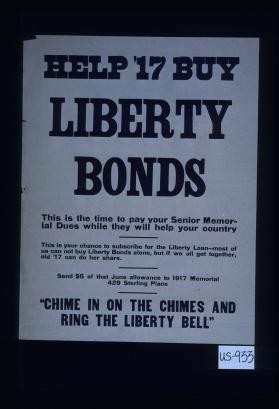 HELP '17 BUY
LIBERTY
BONDS
This is the time to pay your Senior Memor-
ial Dues while they will help your country
This is your chance to subscribe for the Liberty Loan—most of
us can not buy Liberty Bonds alone, but if we all get together,
old '17 can do her share.
Send $5 of that June allowance to 1917 Memorial
429 Sterling Place
"CHIME IN ON THE CHIMES AND
RING THE LIBERTY BELL"
US-933